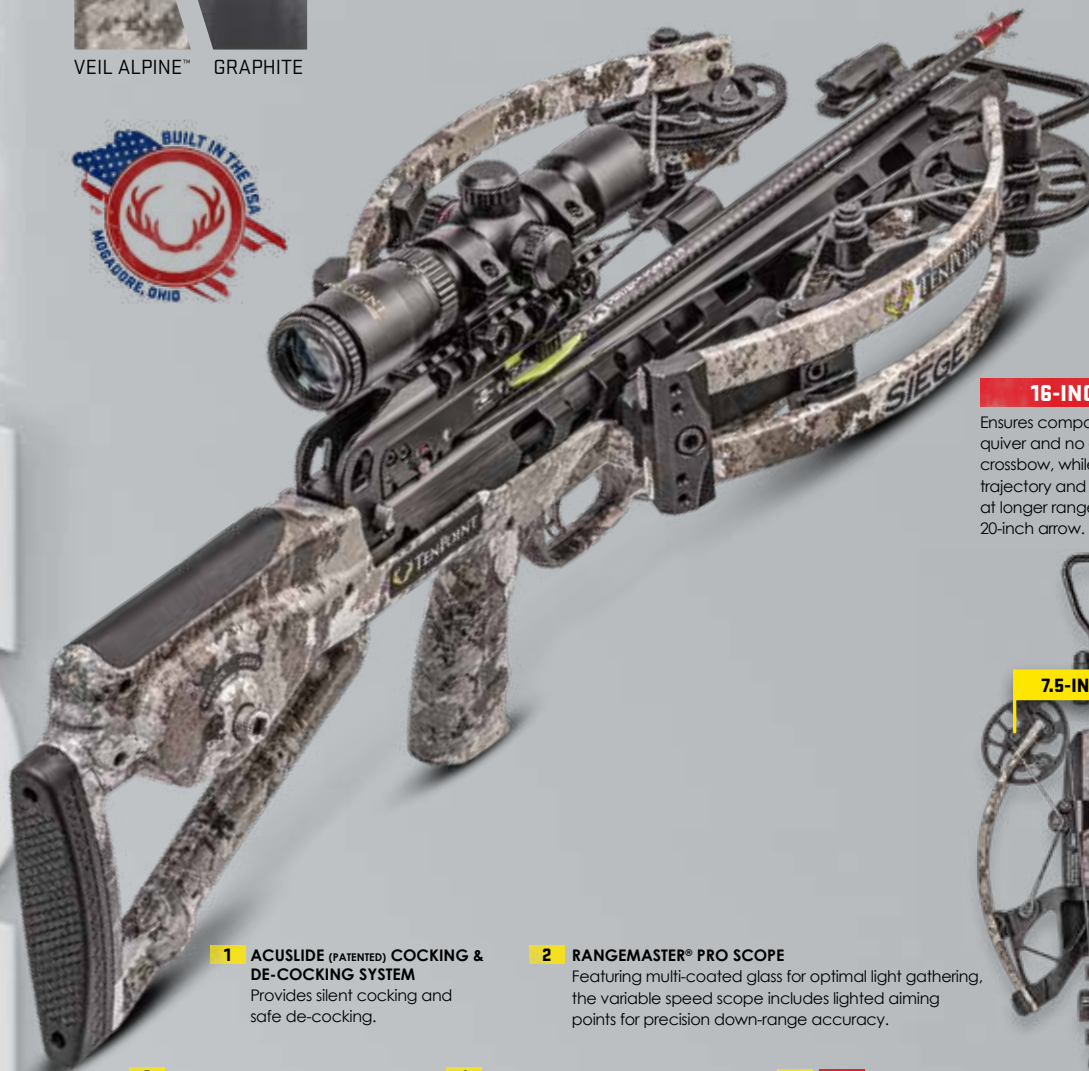 VEIL ALPINE™
GRAPHITE
BUILT IN THE USA
MOGADORE, OHIO
TENPOINT
SIEGE
TENPOINT
16-INC
Ensures compa
quiver and no
crossbow, while
trajectory and
at longer range
20-inch arrow.
7.5-IN
1 ACUSLIDE (PATENTED) COCKING &
DE-COCKING SYSTEM
Provides silent cocking and
safe de-cocking.
2 RANGEMASTER® PRO SCOPE
Featuring multi-coated glass for optimal light gathering,
the variable speed scope includes lighted aiming
points for precision down-range accuracy.